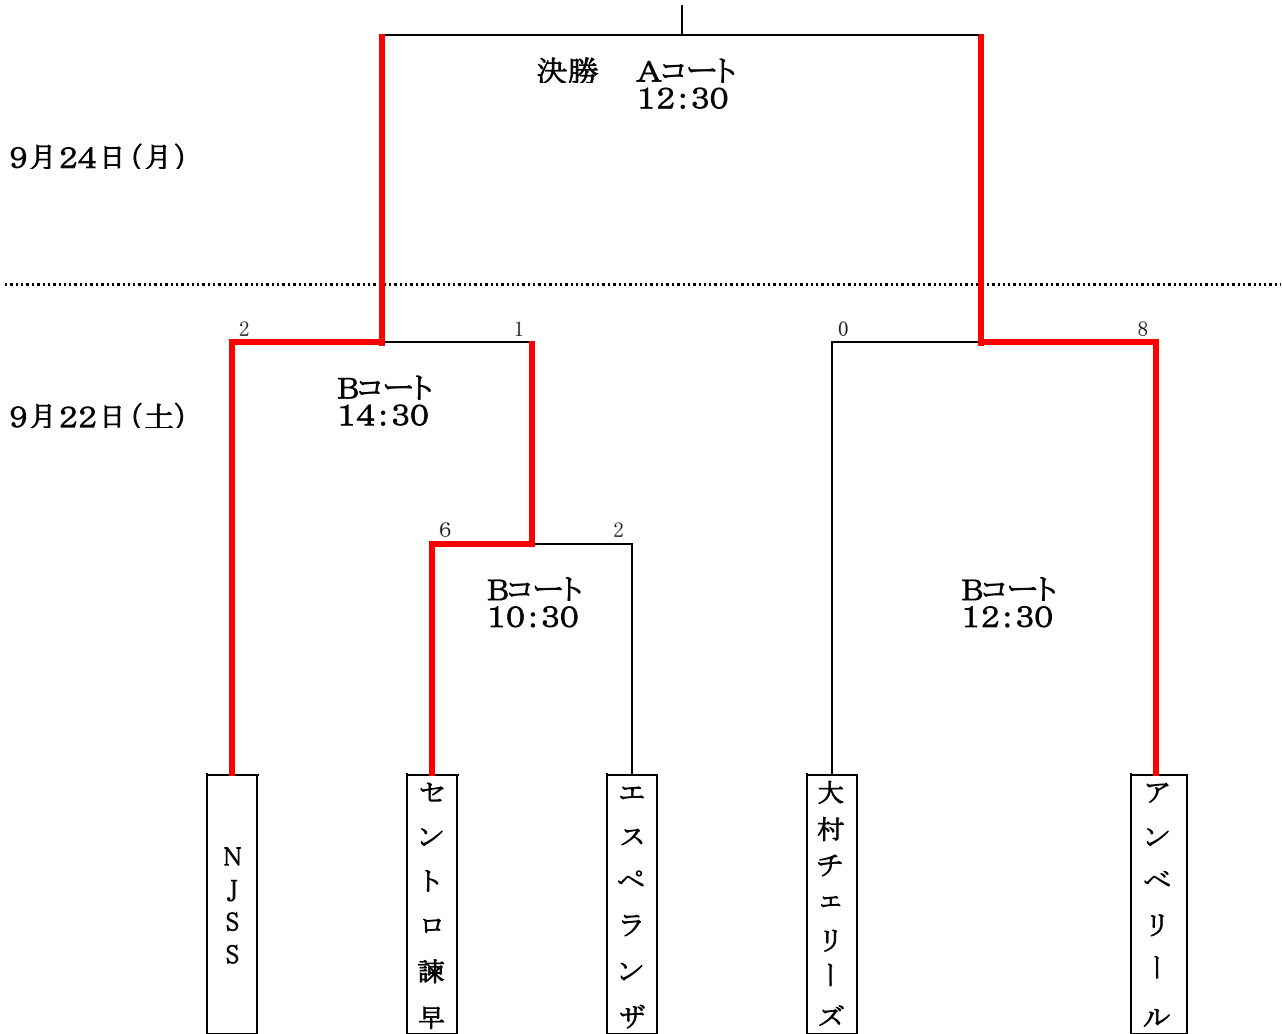 決勝　Aコート
12:30
9月24日(月)
2
1
0
8
Bコート
14:30
9月22日(土)
6
2
Bコート
10:30
Bコート
12:30
NJSS
セントロ諫早
エスペランザ
大村チェリーズ
アンベリール